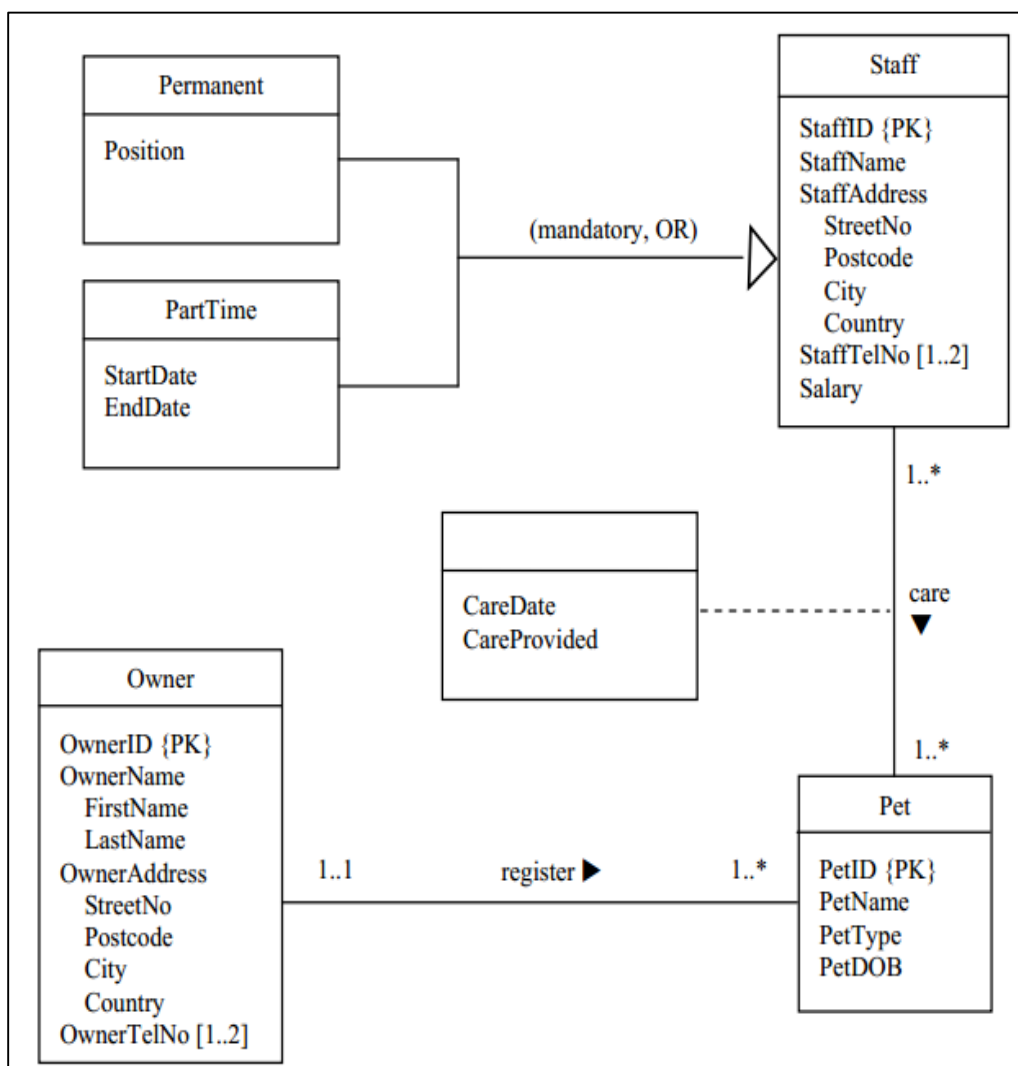 Permanent
Position
PartTime
StartDate
EndDate
(mandatory, OR)
Staff
StaffID {PK}
StaffName
StaffAddress
StreetNo
Postcode
City
Country
StaffTelNo [1..2]
Salary
1..*
care
▼
1..*
CareDate
CareProvided
Owner
OwnerID {PK}
OwnerName
FirstName
LastName
OwnerAddress
StreetNo
Postcode
City
Country
OwnerTelNo [1..2]
1..1
register ▶
1..*
Pet
PetID {PK}
PetName
PetType
PetDOB